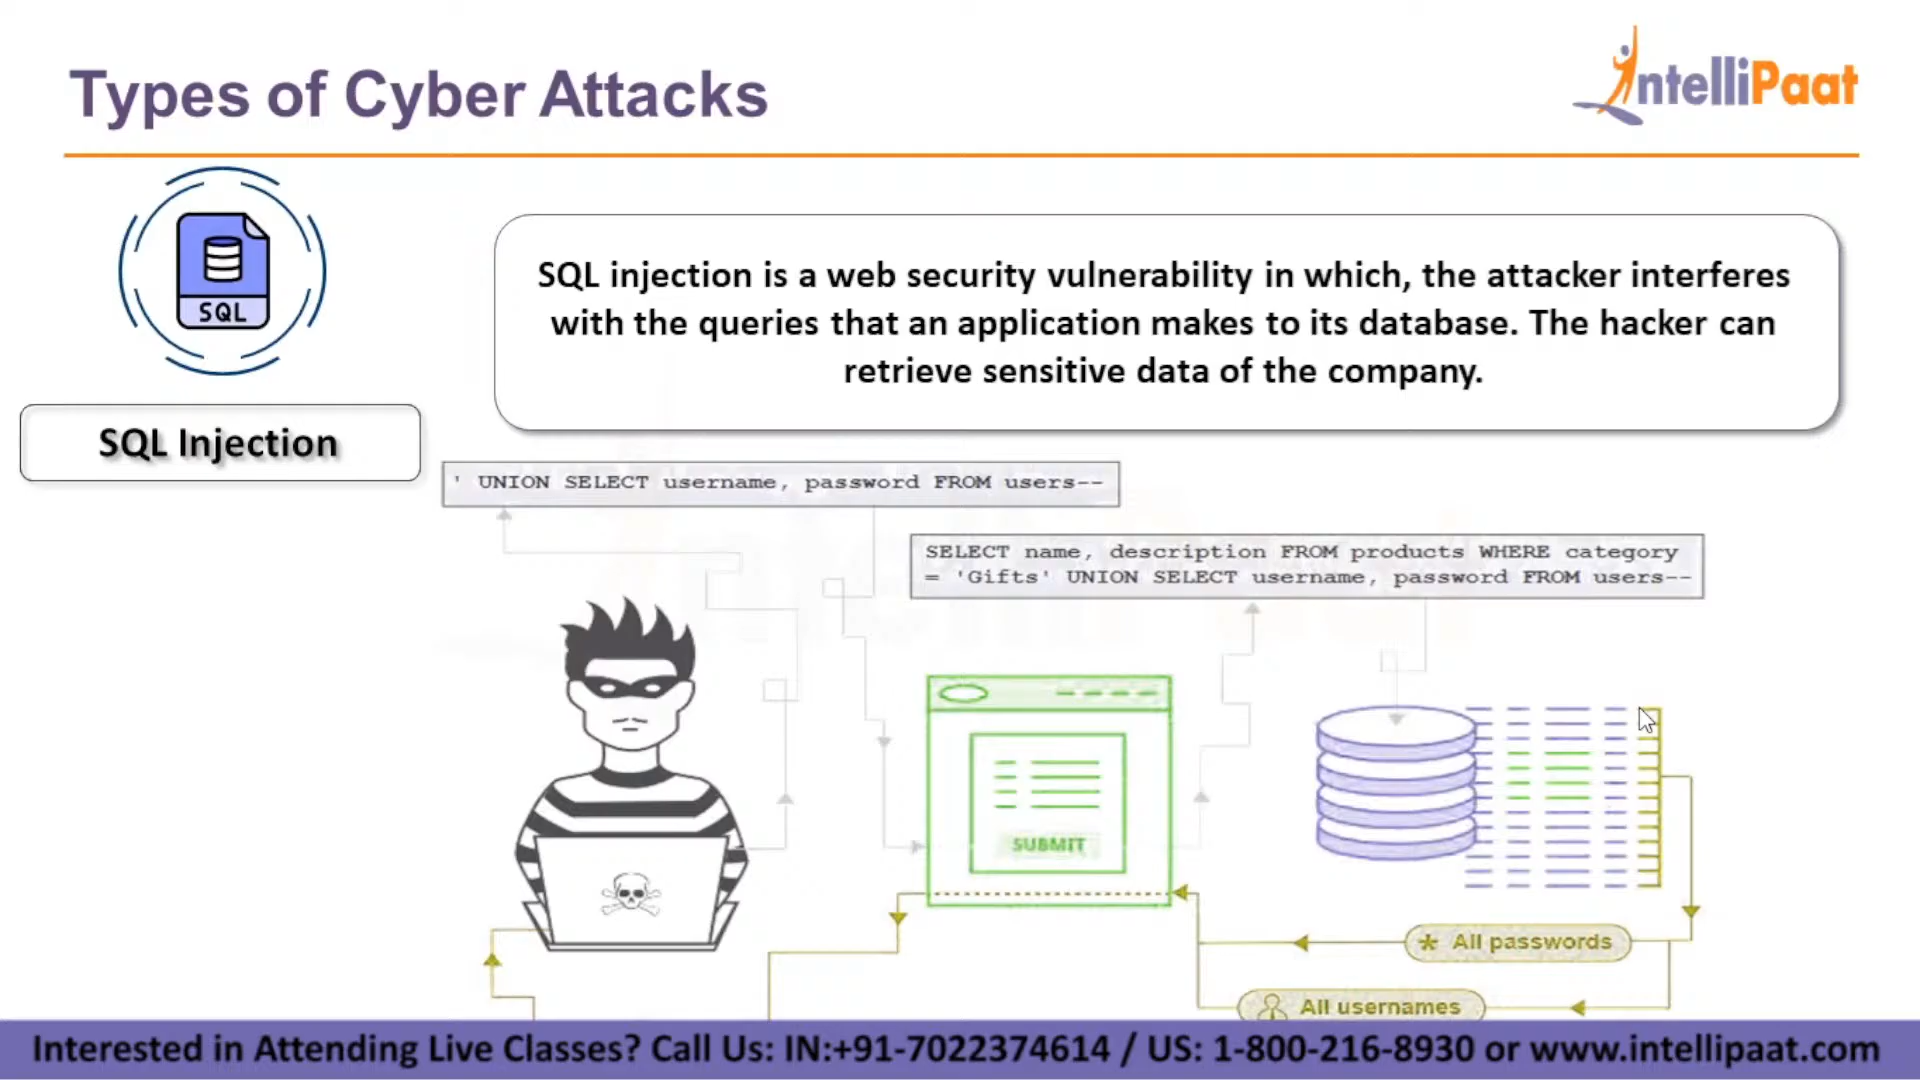 Types of Cyber Attacks
IntelliPaat
SQL
SQL Injection
SQL injection is a web security vulnerability in which, the attacker interferes
with the queries that an application makes to its database. The hacker can
retrieve sensitive data of the company.
' UNION SELECT username, password FROM users--
SELECT name, description FROM products WHERE category
= 'Gifts' UNION SELECT username, password FROM users--
SUBMIT
* All passwords
All usernames
Interested in Attending Live Classes? Call Us: IN:+91-7022374614 / US: 1-800-216-8930 or www.intellipaat.com